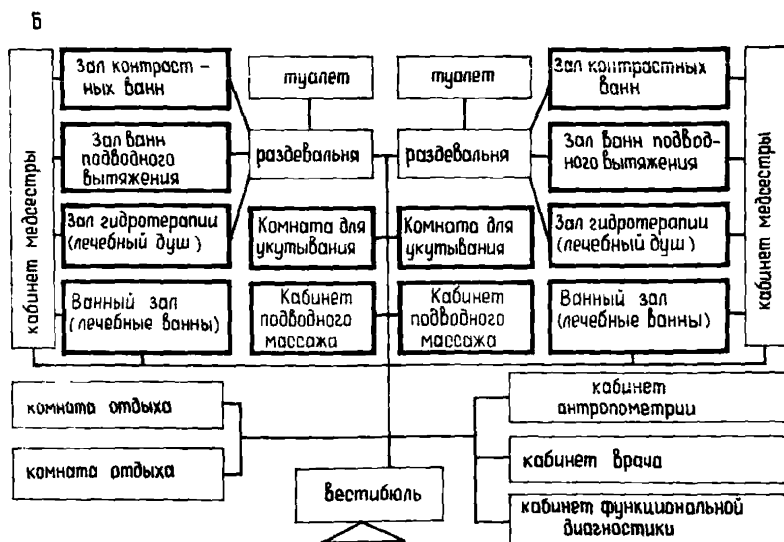 б
кабинет медсестры
Зал контраст -
ных ванн
туалет
туалет
Зал контрастных
ванн
кабинет медсестры
Зал ванн
подводного
вытяжения
раздевальня
раздевальня
Зал ванн подвод-
ного вытяжения
Зал гидротерапии
(лечебный душ)
Комната для
укутывания
Комната для
укутывания
Зал гидротерапии
(лечебный душ)
Ванный зал
(лечебные ванны)
Кабинет
подводного
массажа
Кабинет
подводного
массажа
Ванный зал
(лечебные ванны)
комната отдыха
кабинет
антропометрии
комната отдыха
кабинет врача
вестибюль
кабинет функциональной
диагностики